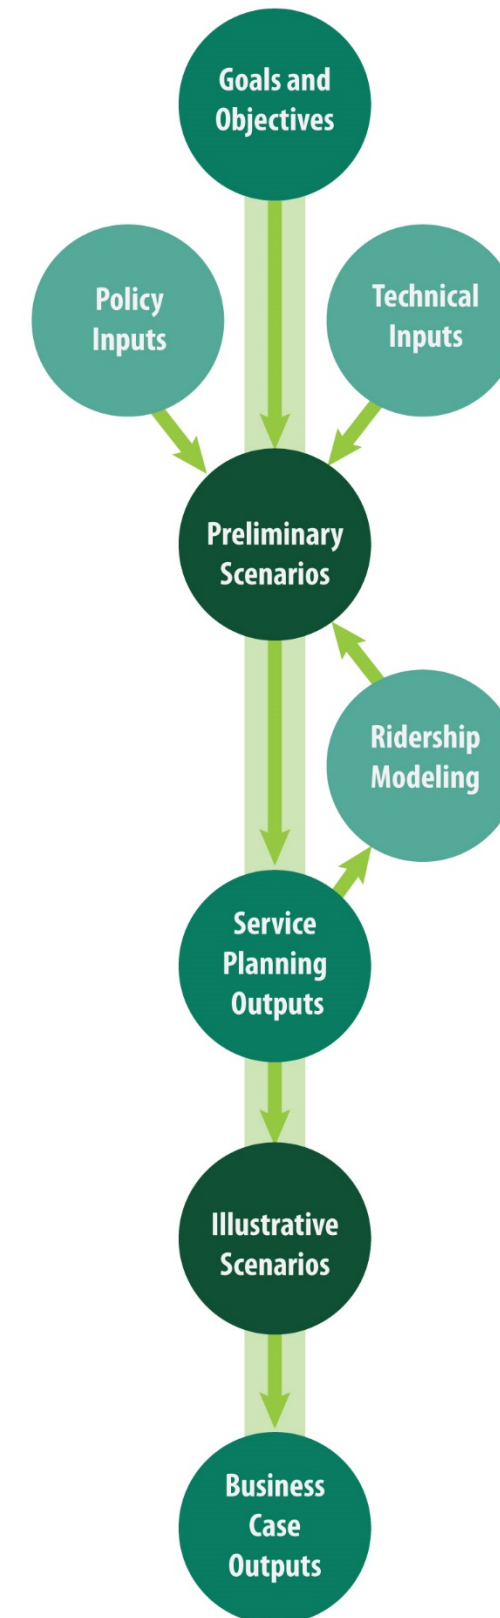 Goals and
Objectives
Policy
Inputs
Technical
Inputs
Preliminary
Scenarios
Ridership
Modeling
Service
Planning
Outputs
Illustrative
Scenarios
Business
Case
Outputs